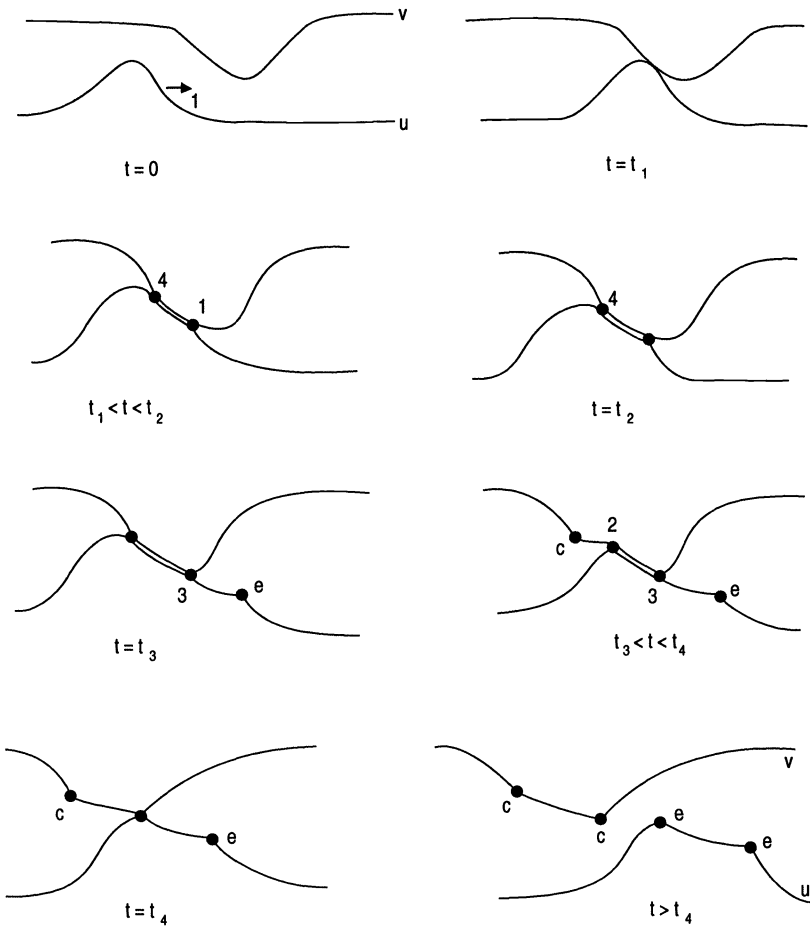 v
1
u
t = 0
t = t₁
4
1
t₁ < t < t₂
4
t = t₂
3
e
t = t₃
c
2
3
e
t₃ < t < t₄
c
e
t = t₄
v
c
c
e
e
u
t > t₄